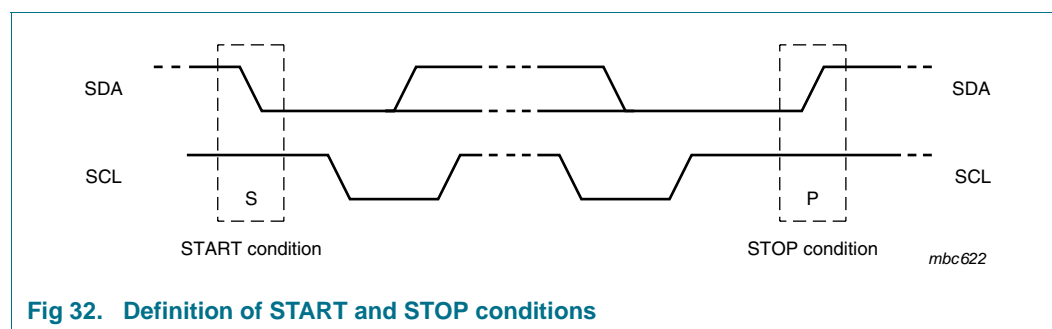 SDA
SDA
SCL
SCL
S
P
START condition
STOP condition
mbc622
Fig 32. Definition of START and STOP conditions